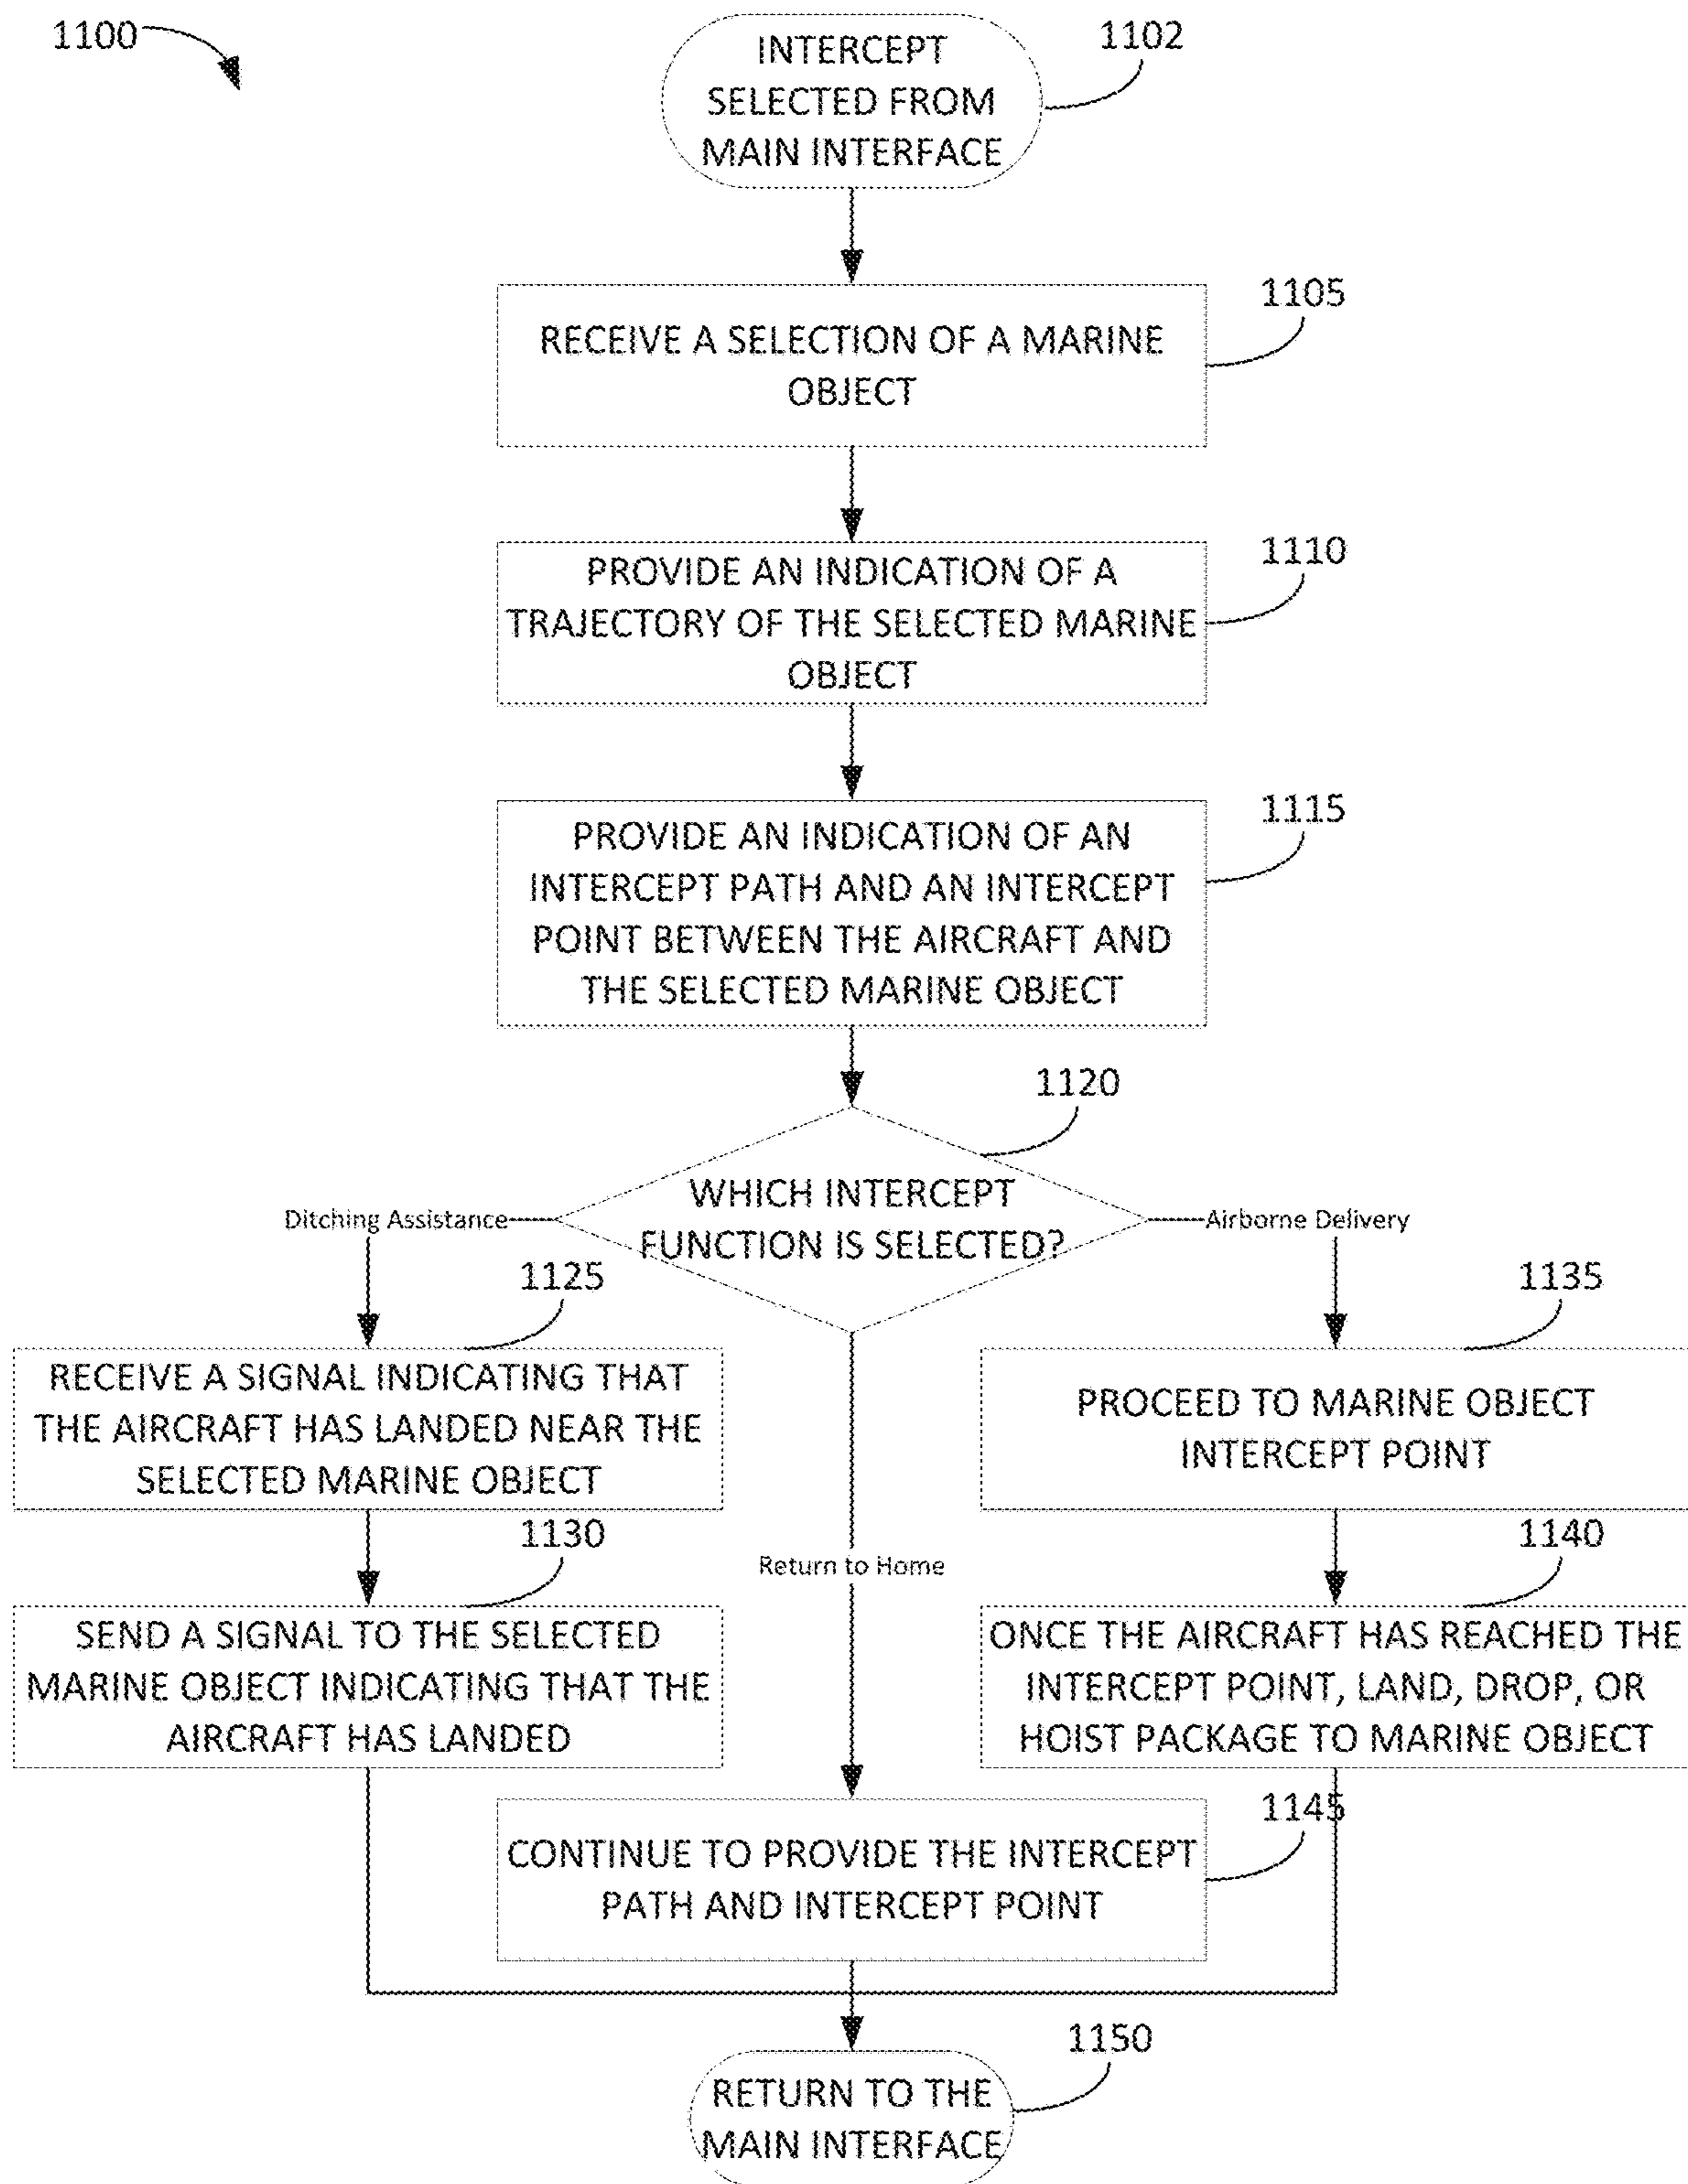 1100
INTERCEPT
SELECTED FROM
MAIN INTERFACE
1102
RECEIVE A SELECTION OF A MARINE
OBJECT
1105
PROVIDE AN INDICATION OF A
TRAJECTORY OF THE SELECTED MARINE
OBJECT
1110
PROVIDE AN INDICATION OF AN
INTERCEPT PATH AND AN INTERCEPT
POINT BETWEEN THE AIRCRAFT AND
THE SELECTED MARINE OBJECT
1115
WHICH INTERCEPT
FUNCTION IS SELECTED?
1120
Ditching Assistance
Airborne Delivery
1125
RECEIVE A SIGNAL INDICATING THAT
THE AIRCRAFT HAS LANDED NEAR THE
SELECTED MARINE OBJECT
1130
SEND A SIGNAL TO THE SELECTED
MARINE OBJECT INDICATING THAT THE
AIRCRAFT HAS LANDED
Return to Home
1135
PROCEED TO MARINE OBJECT
INTERCEPT POINT
1140
ONCE THE AIRCRAFT HAS REACHED THE
INTERCEPT POINT, LAND, DROP, OR
HOIST PACKAGE TO MARINE OBJECT
1145
CONTINUE TO PROVIDE THE INTERCEPT
PATH AND INTERCEPT POINT
1150
RETURN TO THE
MAIN INTERFACE